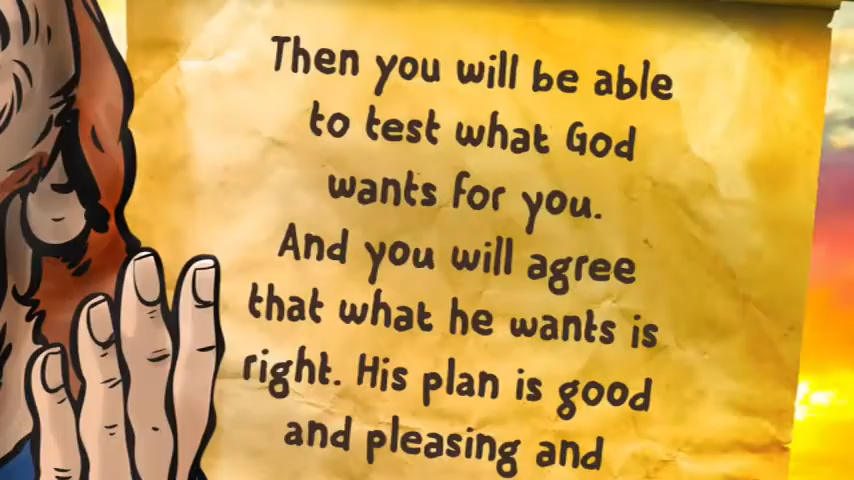 Then you will be able
to test what God
wants for you.
And you will agree
that what he wants is
right. His plan is good
and pleasing and